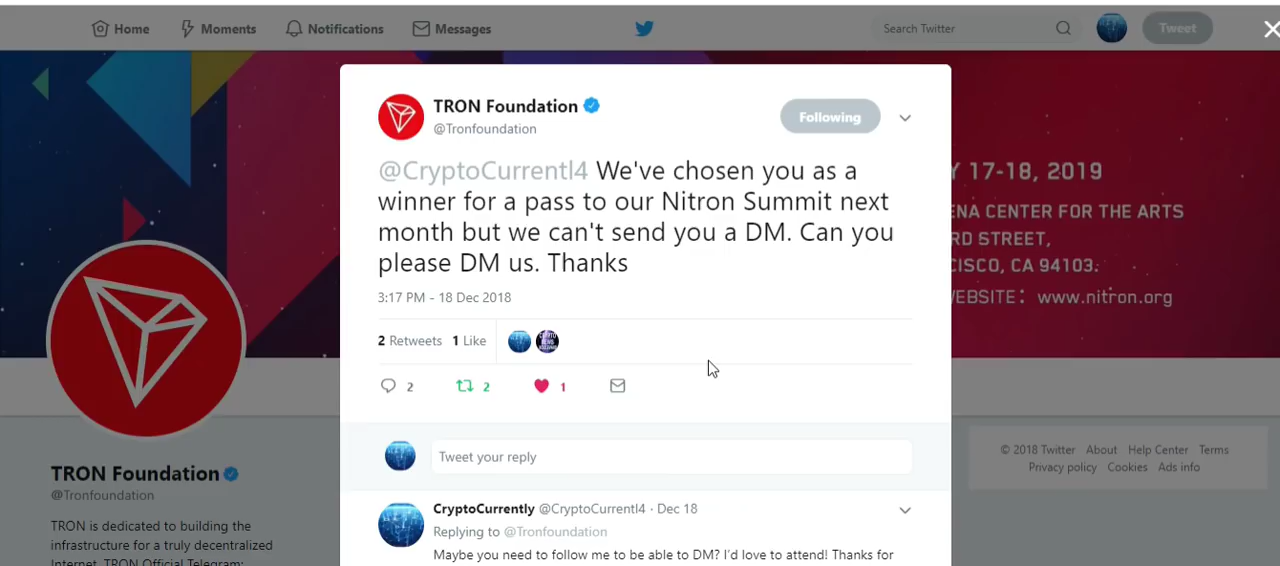 Home Moments Notifications Messages Search Twitter Tweet
TRON Foundation
@Tronfoundation
Following
@CryptoCurrentl4 We've chosen you as a
winner for a pass to our Nitron Summit next
month but we can't send you a DM. Can you
please DM us. Thanks
3:17 PM - 18 Dec 2018
2 Retweets 1 Like
2 2 1
Tweet your reply
CryptoCurrently @CryptoCurrentl4 · Dec 18
Replying to @Tronfoundation
Maybe you need to follow me to be able to DM? I'd love to attend! Thanks for
Y 17-18, 2019
ENA CENTER FOR THE ARTS
RD STREET,
CISCO, CA 94103.
EBSITE: www.nitron.org
TRON Foundation
@Tronfoundation
TRON is dedicated to building the
infrastructure for a truly decentralized
Internet. TRON Official Telegram:
© 2018 Twitter About Help Center Terms
Privacy policy Cookies Ads info